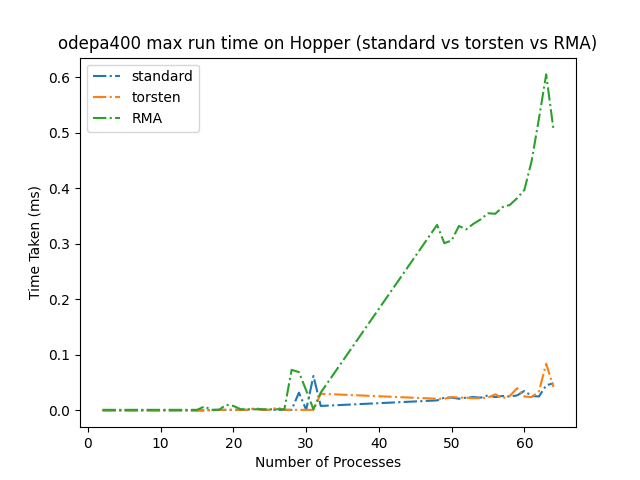 odepa400 max run time on Hopper (standard vs torsten vs RMA)
standard
torsten
RMA
Time Taken (ms)
0.6
0.5
0.4
0.3
0.2
0.1
0.0
0 10 20 30 40 50 60
Number of Processes